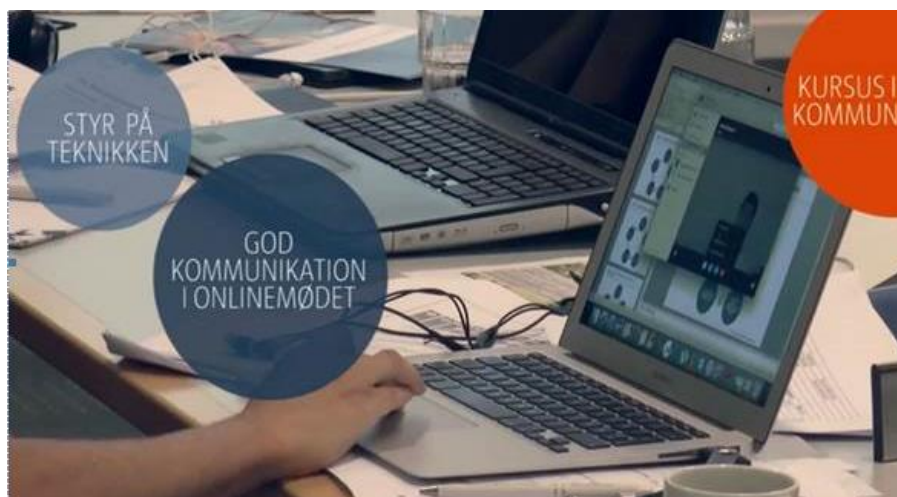 STYR PÅ
TEKNIKKEN
GOD
KOMMUNIKATION
I ONLINEMØDET
KURSUS I
KOMMUN